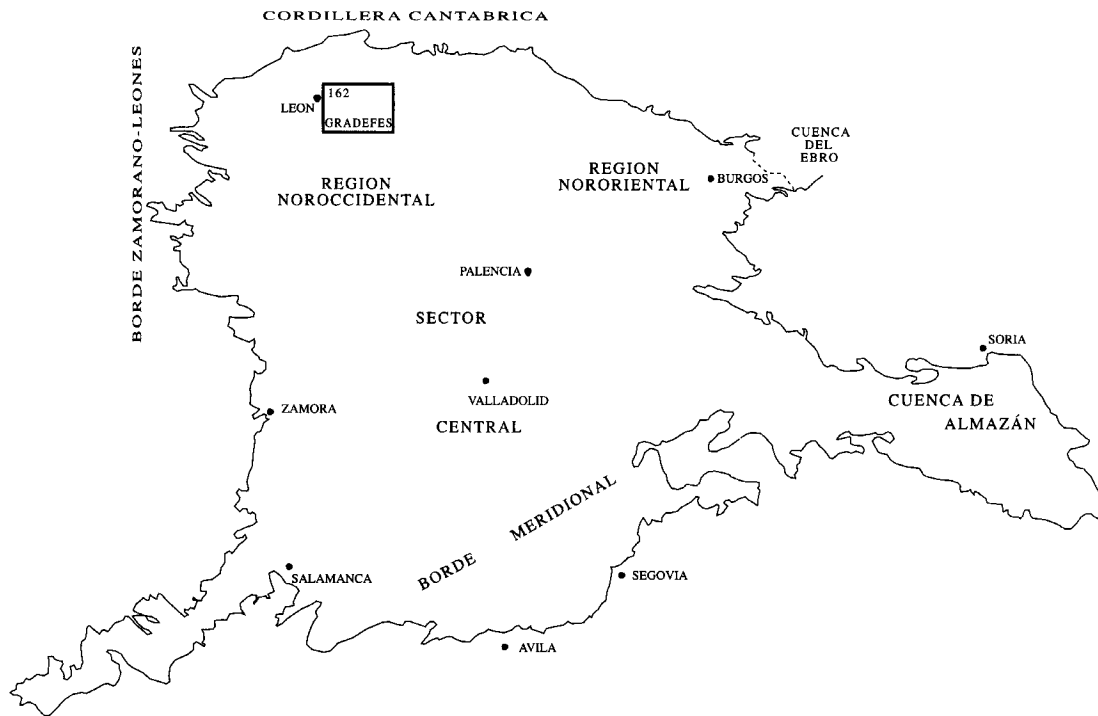 CORDILLERA CANTABRICA
BORDE ZAMORANO-LEONES
162
LEON
GRADEFES
CUENCA
DEL
EBRO
REGION
NOROCCIDENTAL
REGION
NORORIENTAL
BURGOS
PALENCIA
SECTOR
SORIA
VALLADOLID
ZAMORA
CENTRAL
CUENCA DE
ALMAZÁN
BORDE MERIDIONAL
SALAMANCA
SEGOVIA
AVILA